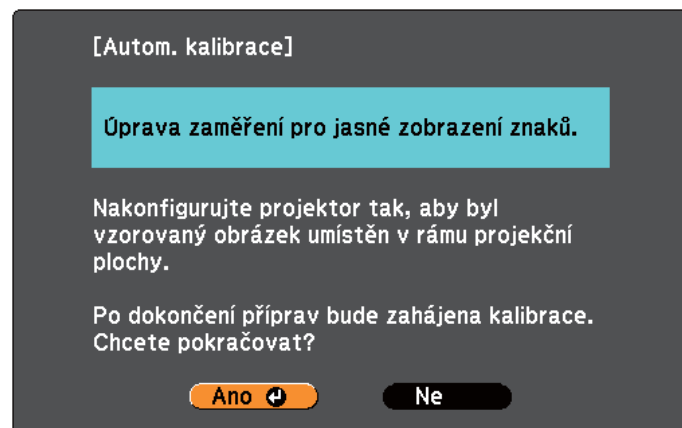 [Autom. kalibrace]
Úprava zaměření pro jasné zobrazení znaků.
Nakonfigurujte projektor tak, aby byl
vzorovaný obrázek umístěn v rámu projekční
plochy.
Po dokončení příprav bude zahájena kalibrace.
Chcete pokračovat?
Ano Ne